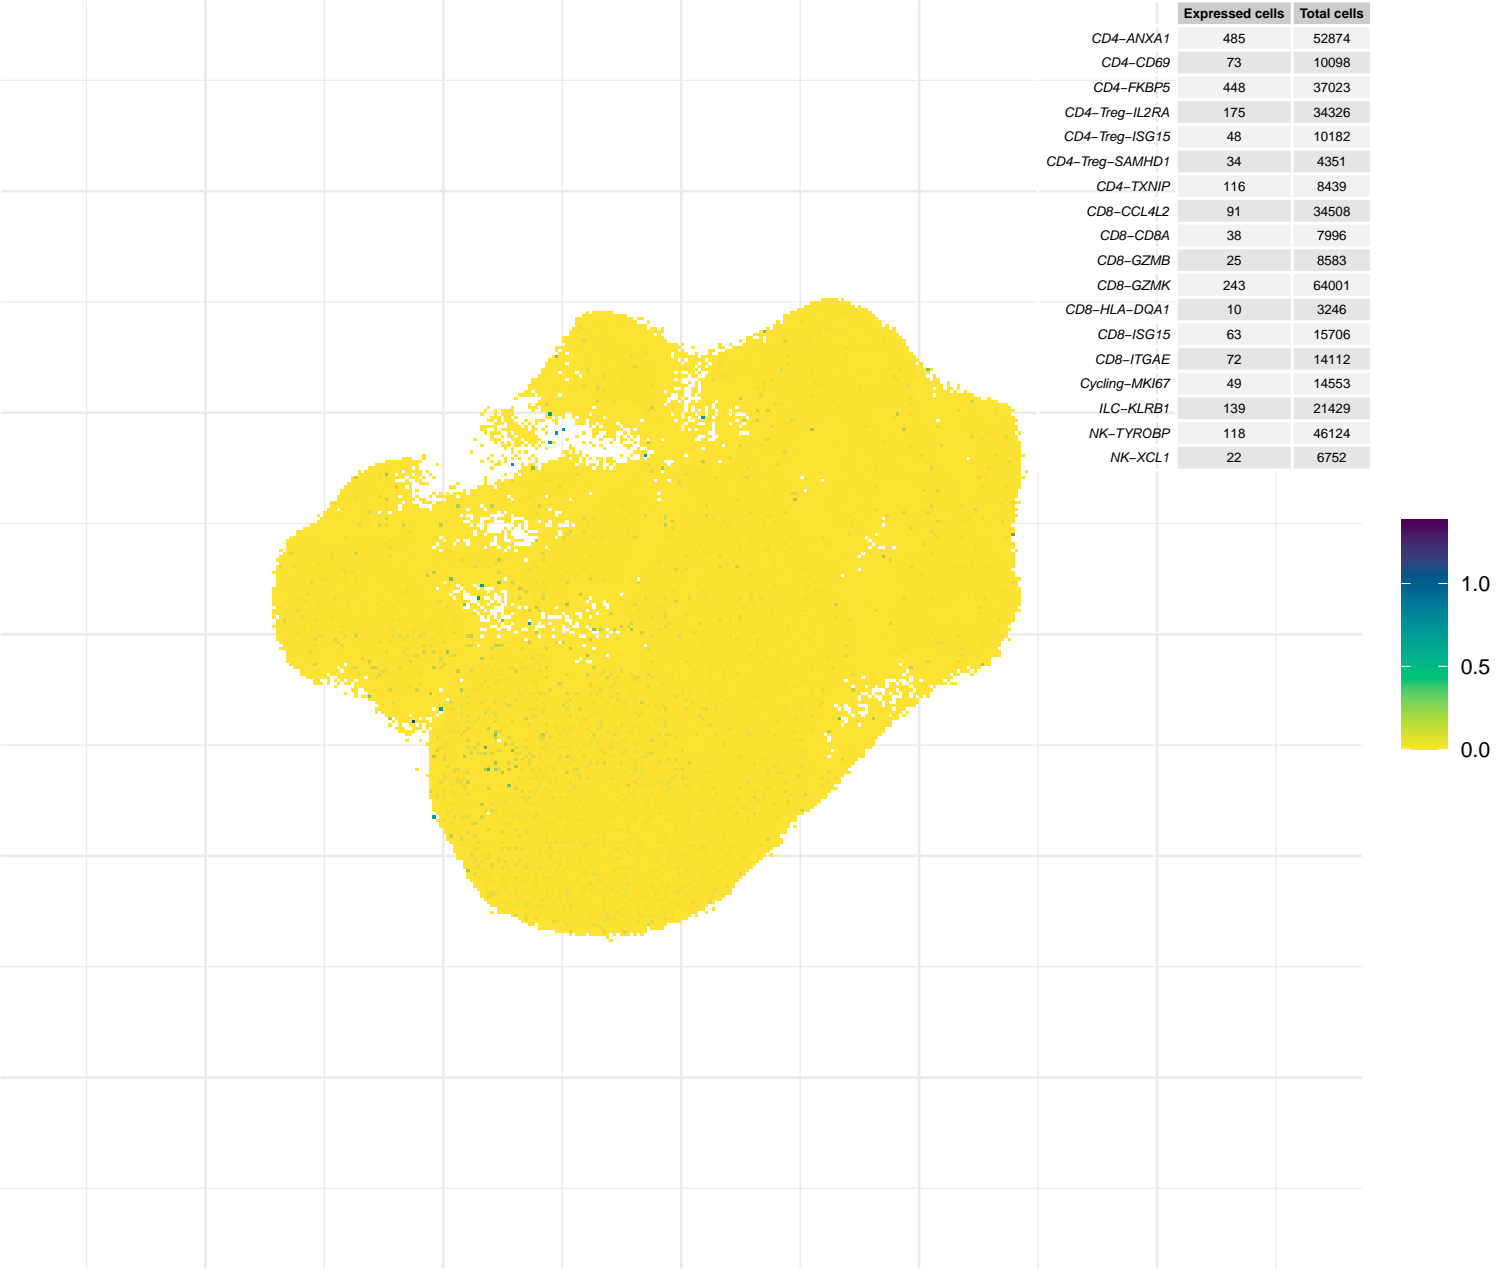 Expressed cells Total cells
CD4−ANXA1 485 52874
CD4−CD69 73 10098
CD4−FKBP5 448 37023
CD4−Treg−IL2RA 175 34326
CD4−Treg−ISG15 48 10182
CD4−Treg−SAMHD1 34 4351
CD4−TXNIP 116 8439
CD8−CCL4L2 91 34508
CD8−CD8A 38 7996
CD8−GZMB 25 8583
CD8−GZMK 243 64001
CD8−HLA−DQA1 10 3246
CD8−ISG15 63 15706
CD8−ITGAE 72 14112
Cycling−MKI67 49 14553
ILC−KLRB1 139 21429
NK−TYROBP 118 46124
NK−XCL1 22 6752
1.0
0.5
0.0